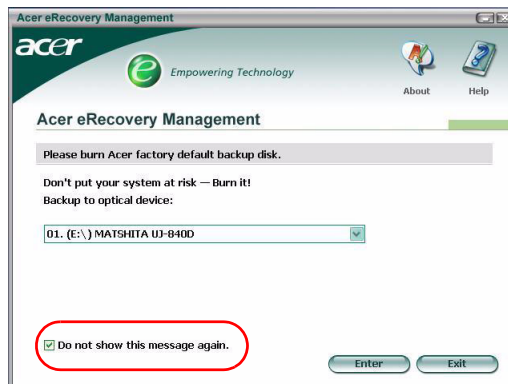 Acer eRecovery Management
acer
e Empowering Technology
About Help
Acer eRecovery Management
Please burn Acer factory default backup disk.
Don't put your system at risk — Burn it!
Backup to optical device:
01. (E:\) MATSHITA UJ-840D
Do not show this message again.
Enter Exit